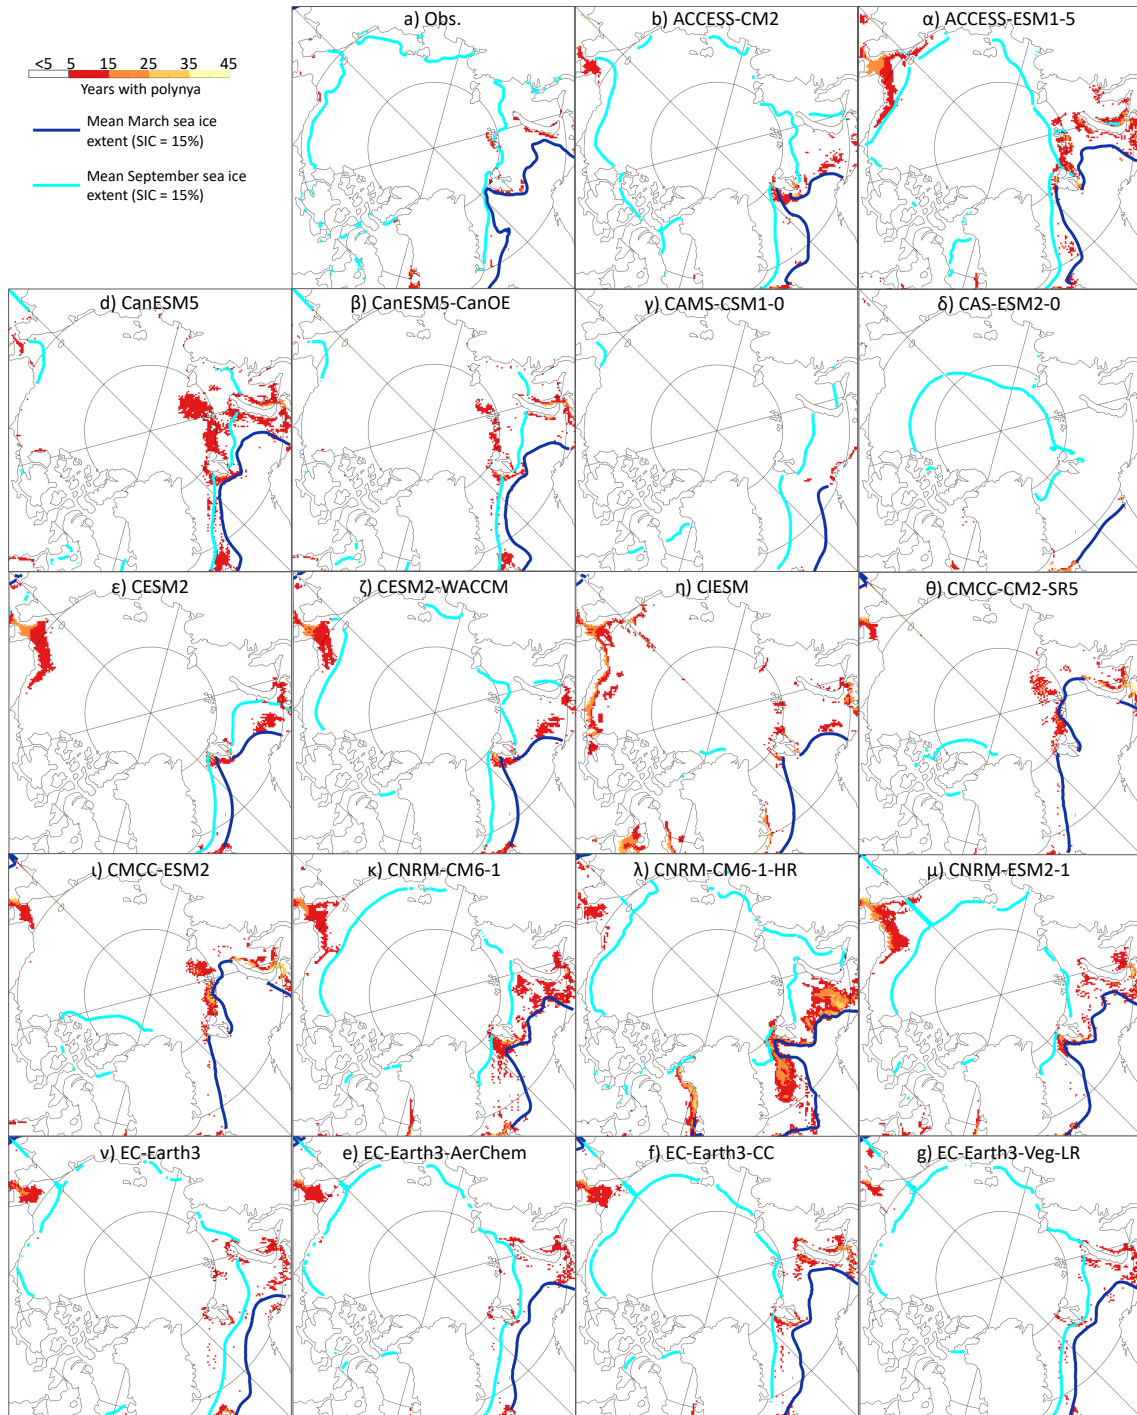 a) Obs.
b) ACCESS-CM2
α) ACCESS-ESM1-5
<5 5 15 25 35 45
Years with polynya
Mean March sea ice
extent (SIC = 15%)
Mean September sea ice
extent (SIC = 15%)
d) CanESM5
β) CanESM5-CanOE
γ) CAMS-CSM1-0
δ) CAS-ESM2-0
ε) CESM2
ζ) CESM2-WACCM
η) CIESM
θ) CMCC-CM2-SR5
ι) CMCC-ESM2
κ) CNRM-CM6-1
λ) CNRM-CM6-1-HR
μ) CNRM-ESM2-1
ν) EC-Earth3
e) EC-Earth3-AerChem
f) EC-Earth3-CC
g) EC-Earth3-Veg-LR